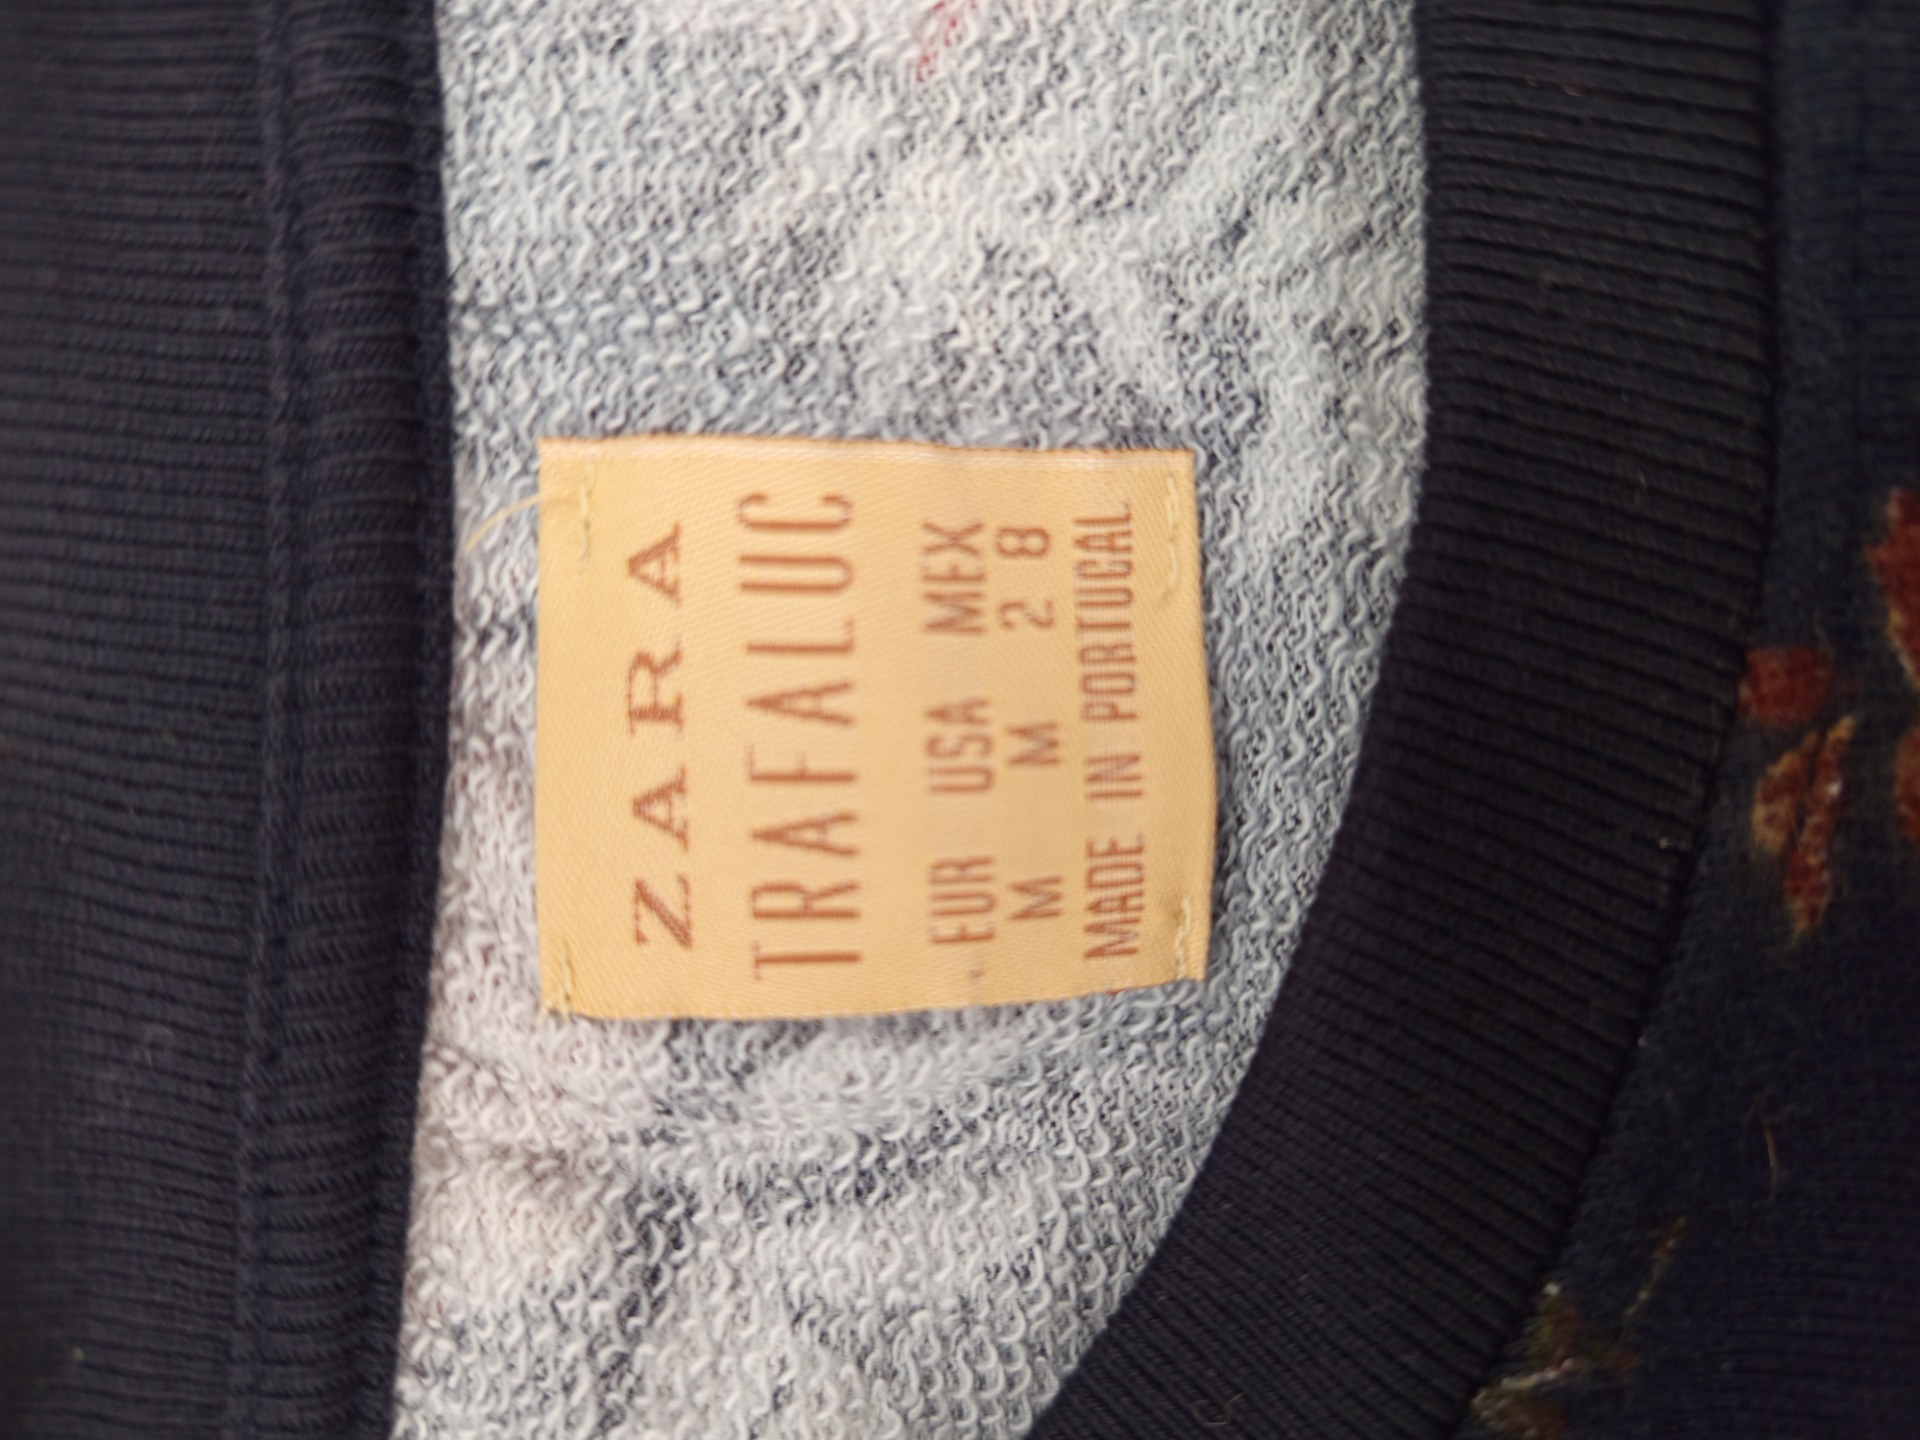 ZARA
TRAFALUC
EUR USA MEX
M M 28
MADE IN PORTUGAL